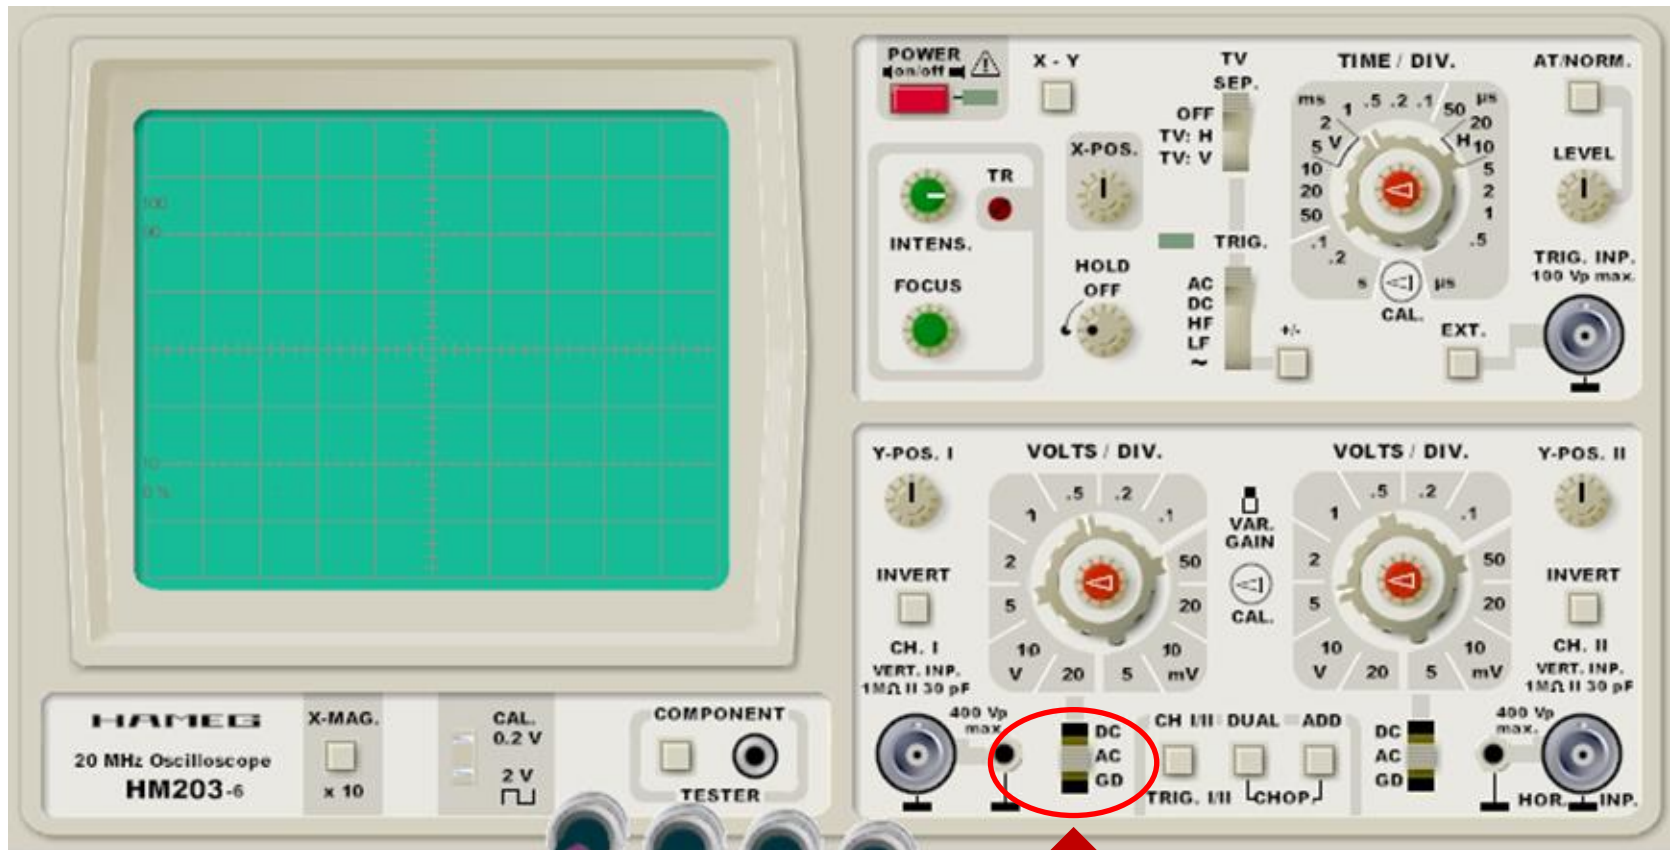 100
90
10
0 %
HAMEG
20 MHz Oscilloscope
HM203-6
X-MAG.
x 10
CAL.
0.2 V
2 V
COMPONENT
TESTER
POWER
on/off
X - Y
TV
SEP.
OFF
TV: H
TV: V
TIME / DIV.
AT/NORM.
ms
1
.5
.2
.1
50
µs
2
20
5
V
H
10
10
5
20
2
50
1
.1
.5
.2
s
µs
CAL.
X-POS.
LEVEL
TR
INTENS.
TRIG.
HOLD
OFF
FOCUS
AC
DC
HF
LF
~
+/-
EXT.
TRIG. INP.
100 Vp max.
Y-POS. I
VOLTS / DIV.
.5
.2
1
.1
2
50
5
20
10
10
V
20
5
mV
VAR.
GAIN
CAL.
VOLTS / DIV.
.5
.2
1
.1
2
50
5
20
10
10
V
20
5
mV
Y-POS. II
INVERT
INVERT
CH. I
VERT. INP.
1MΩ II 30 pF
CH. II
VERT. INP.
1MΩ II 30 pF
400 Vp
max.
DC
AC
GD
CH I/II
DUAL
ADD
TRIG. I/II
CHOP.
DC
AC
GD
400 Vp
max.
HOR. INP.